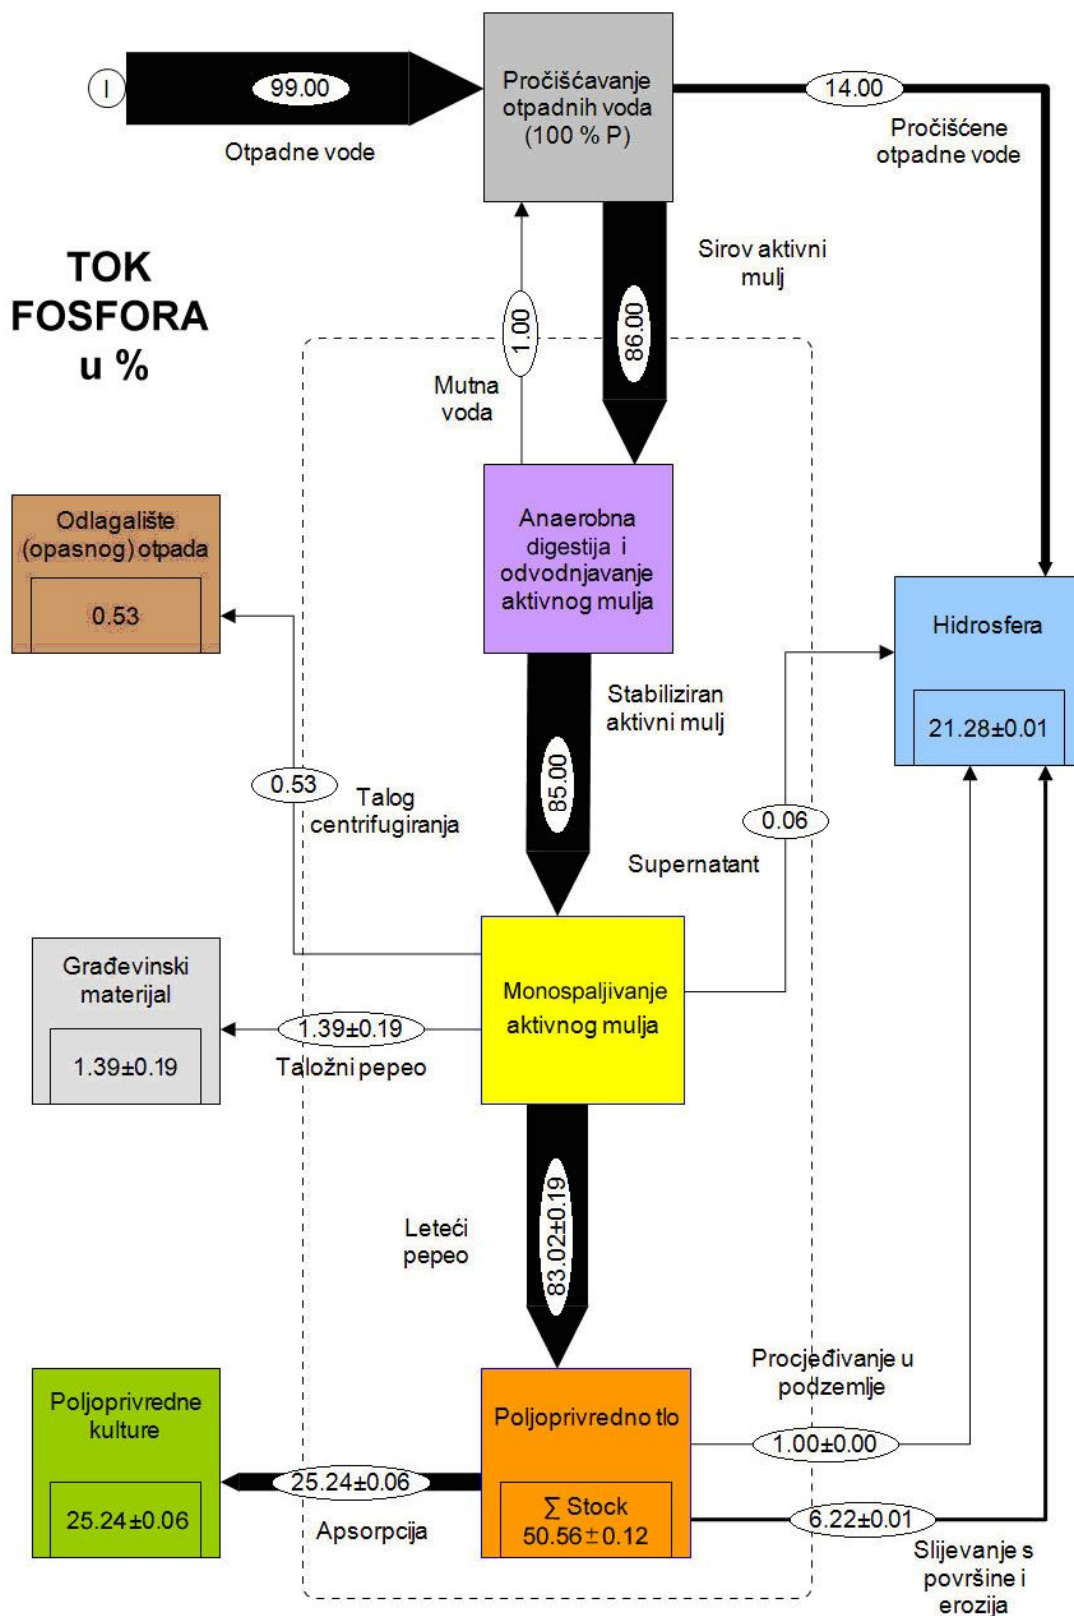 I
99.00
Otpadne vode
Pročišćavanje
otpadnih voda
(100 % P)
14.00
Pročišćene
otpadne vode
TOK
FOSFORA
u %
1.00
Mutna
voda
86.00
Sirov aktivni
mulj
Odlagalište
(opasnog) otpada
0.53
Anaerobna
digestija i
odvodnjavanje
aktivnog mulja
Hidrosfera
21.28±0.01
Stabiliziran
aktivni mulj
85.00
0.53
Talog
centrifugiranja
0.06
Supernatant
Građevinski
materijal
1.39±0.19
1.39±0.19
Taložni pepeo
Monospaljivanje
aktivnog mulja
Leteći
pepeo
83.02±0.19
Poljoprivredne
kulture
25.24±0.06
25.24±0.06
Apsorpcija
Poljoprivredno tlo
∑ Stock
50.56±0.12
Procjeđivanje u
podzemlje
1.00±0.00
6.22±0.01
Slijevanje s
površine i
erozija